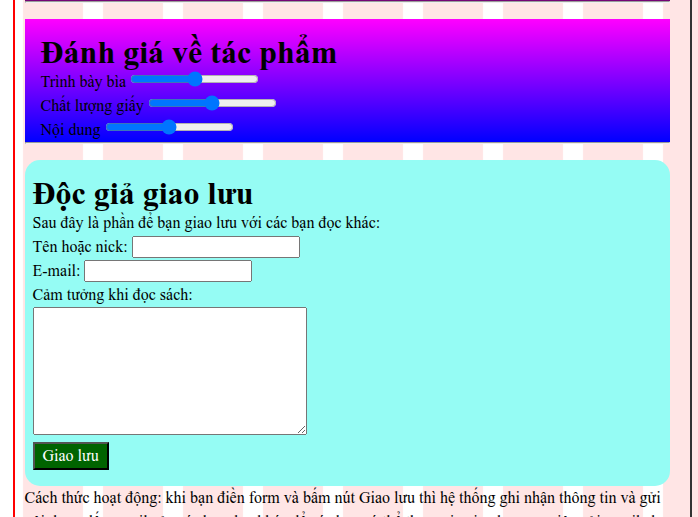 Đánh giá về tác phẩm
Trình bày bìa
Chất lượng giấy
Nội dung
Độc giả giao lưu
Sau đây là phần để bạn giao lưu với các bạn đọc khác:
Tên hoặc nick:
E-mail:
Cảm tưởng khi đọc sách:
Giao lưu
Cách thức hoạt động: khi bạn điền form và bấm nút Giao lưu thì hệ thống ghi nhận thông tin và gửi